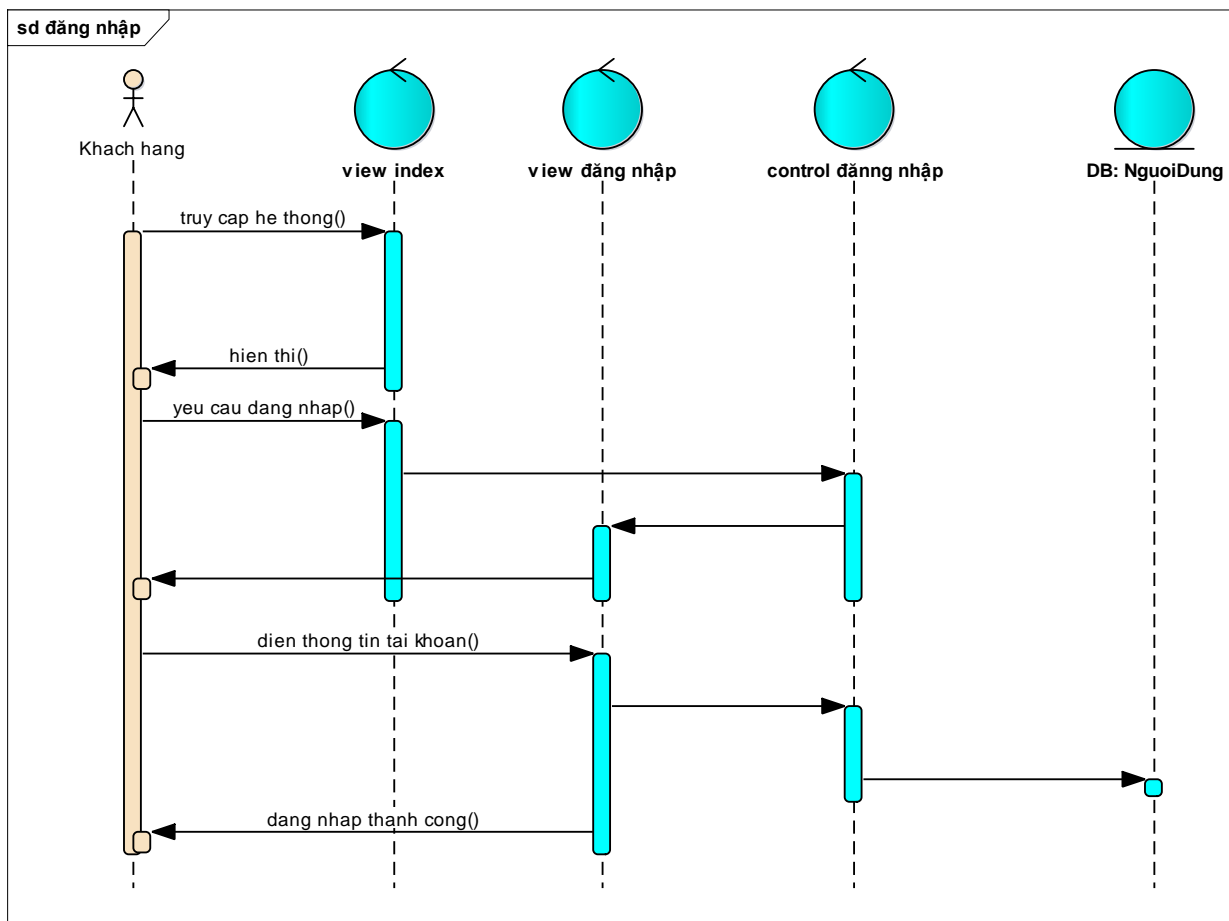 sd đăng nhập
Khach hang
view index
view đăng nhập
control đănng nhập
DB: NguoiDung
truy cap he thong()
hien thi()
yeu cau dang nhap()
dien thong tin tai khoan()
dang nhap thanh cong()